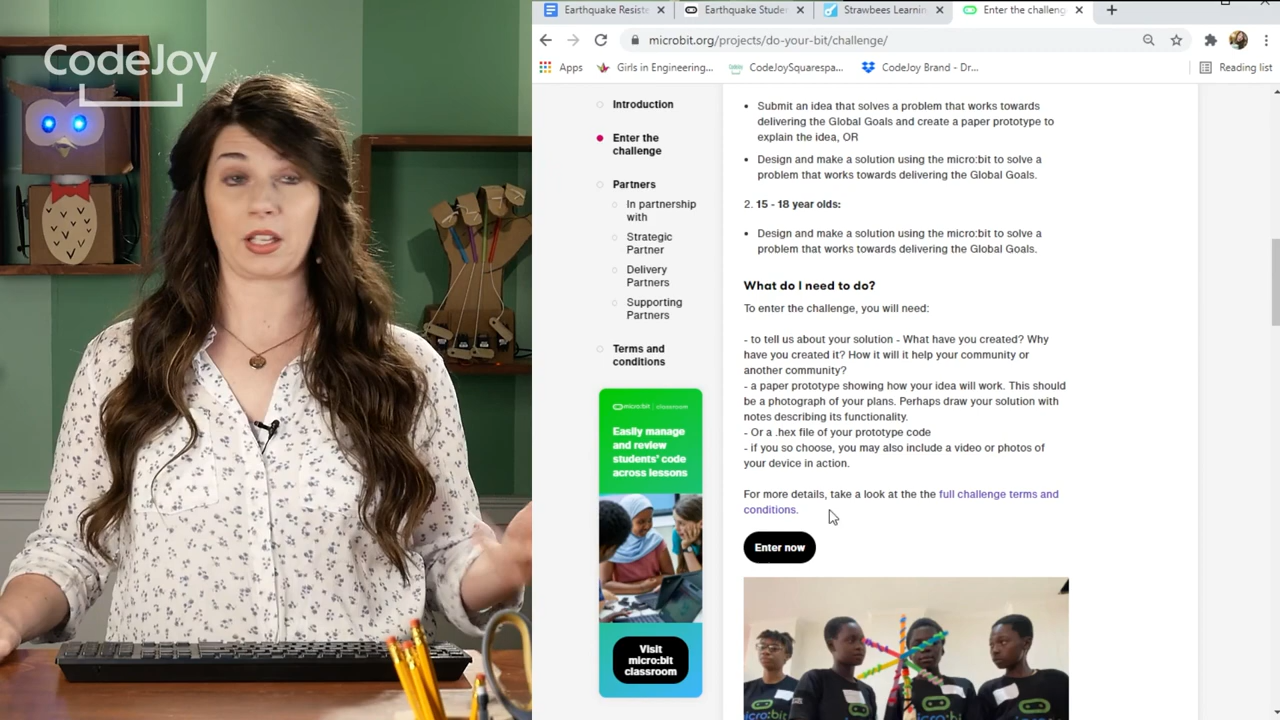 CodeJoy
Earthquake Resiste
Earthquake Stude
Strawbees Learnin
Enter the challeng
microbit.org/projects/do-your-bit/challenge/
Apps
Girls in Engineering...
CodeJoySquarespa...
CodeJoy Brand - Dr...
Reading list
Introduction
Enter the
challenge
Partners
In partnership
with
Strategic
Partner
Delivery
Partners
Supporting
Partners
Terms and
conditions
micro:bit | classroom
Easily manage
and review
students' code
across lessons
Visit
micro:bit
classroom
• Submit an idea that solves a problem that works towards
delivering the Global Goals and create a paper prototype to
explain the idea, OR
• Design and make a solution using the micro:bit to solve a
problem that works towards delivering the Global Goals.
2. 15 - 18 year olds:
• Design and make a solution using the micro:bit to solve a
problem that works towards delivering the Global Goals.
What do I need to do?
To enter the challenge, you will need:
- to tell us about your solution - What have you created? Why
have you created it? How it will it help your community or
another community?
- a paper prototype showing how your idea will work. This should
be a photograph of your plans. Perhaps draw your solution with
notes describing its functionality.
- Or a .hex file of your prototype code
- if you so choose, you may also include a video or photos of
your device in action.
For more details, take a look at the the full challenge terms and
conditions.
Enter now
micro:bit